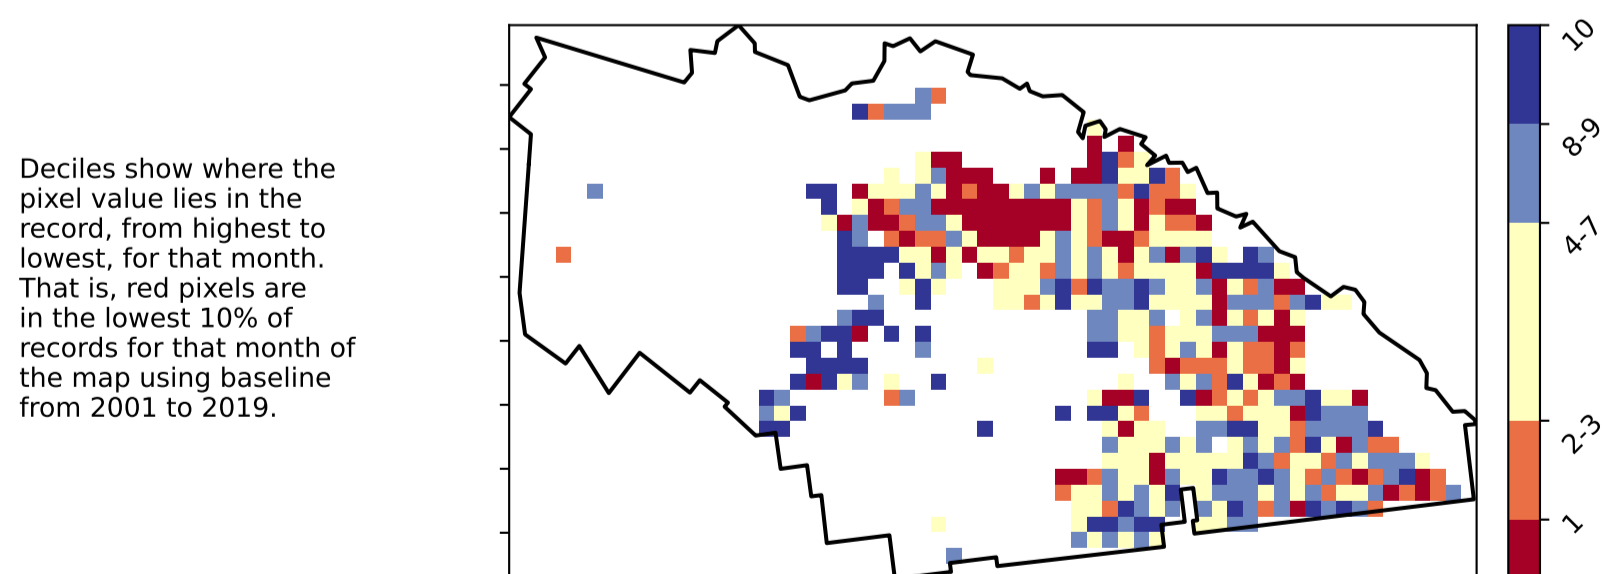 Deciles show where the
pixel value lies in the
record, from highest to
lowest, for that month.
That is, red pixels are
in the lowest 10% of
records for that month of
the map using baseline
from 2001 to 2019.
10
8-9
4-7
2-3
1